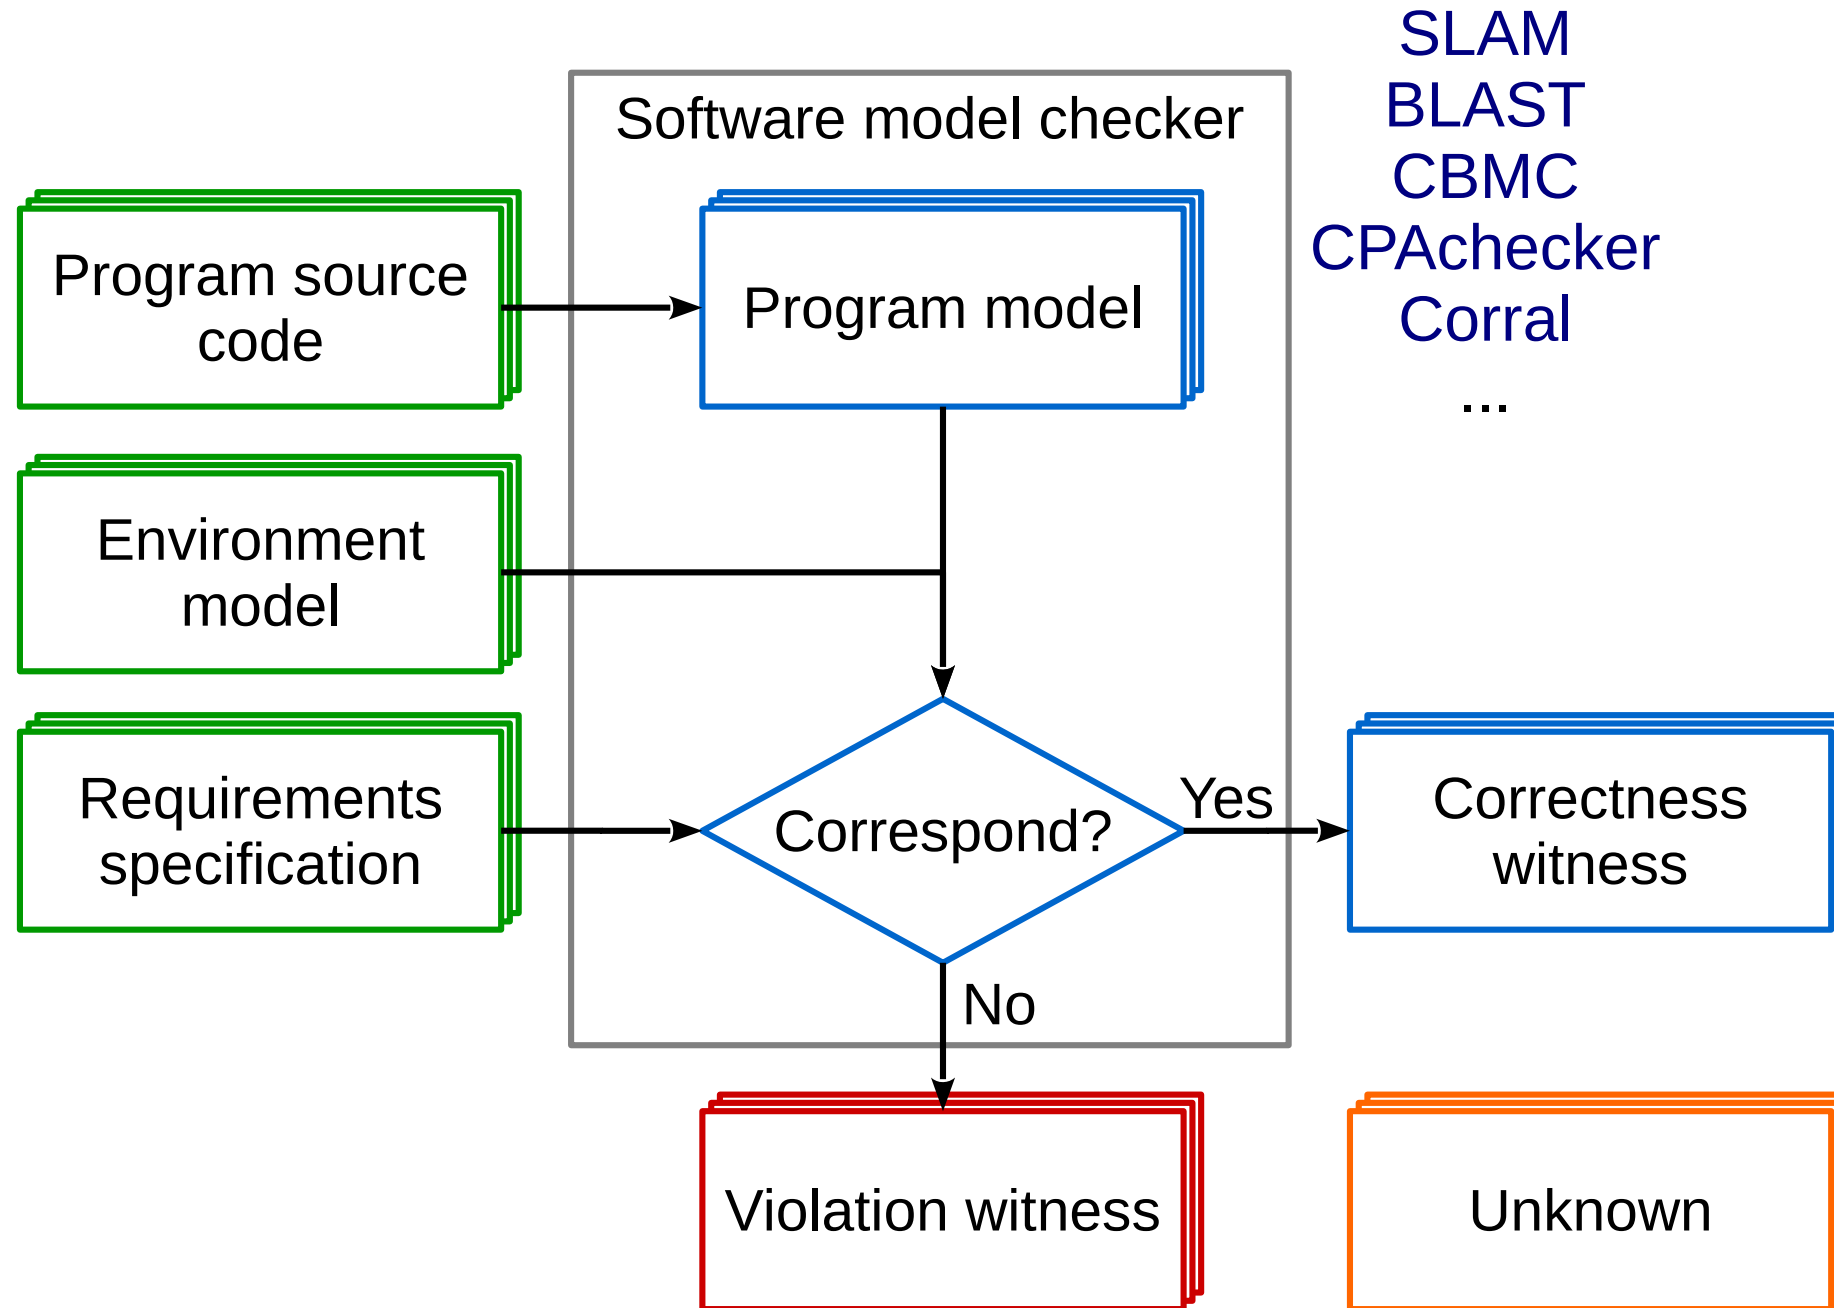 SLAM
BLAST
CBMC
CPAchecker
Corral
...
Software model checker
Program source
code
Program model
Environment
model
Requirements
specification
Correspond?
Yes
Correctness
witness
No
Violation witness
Unknown